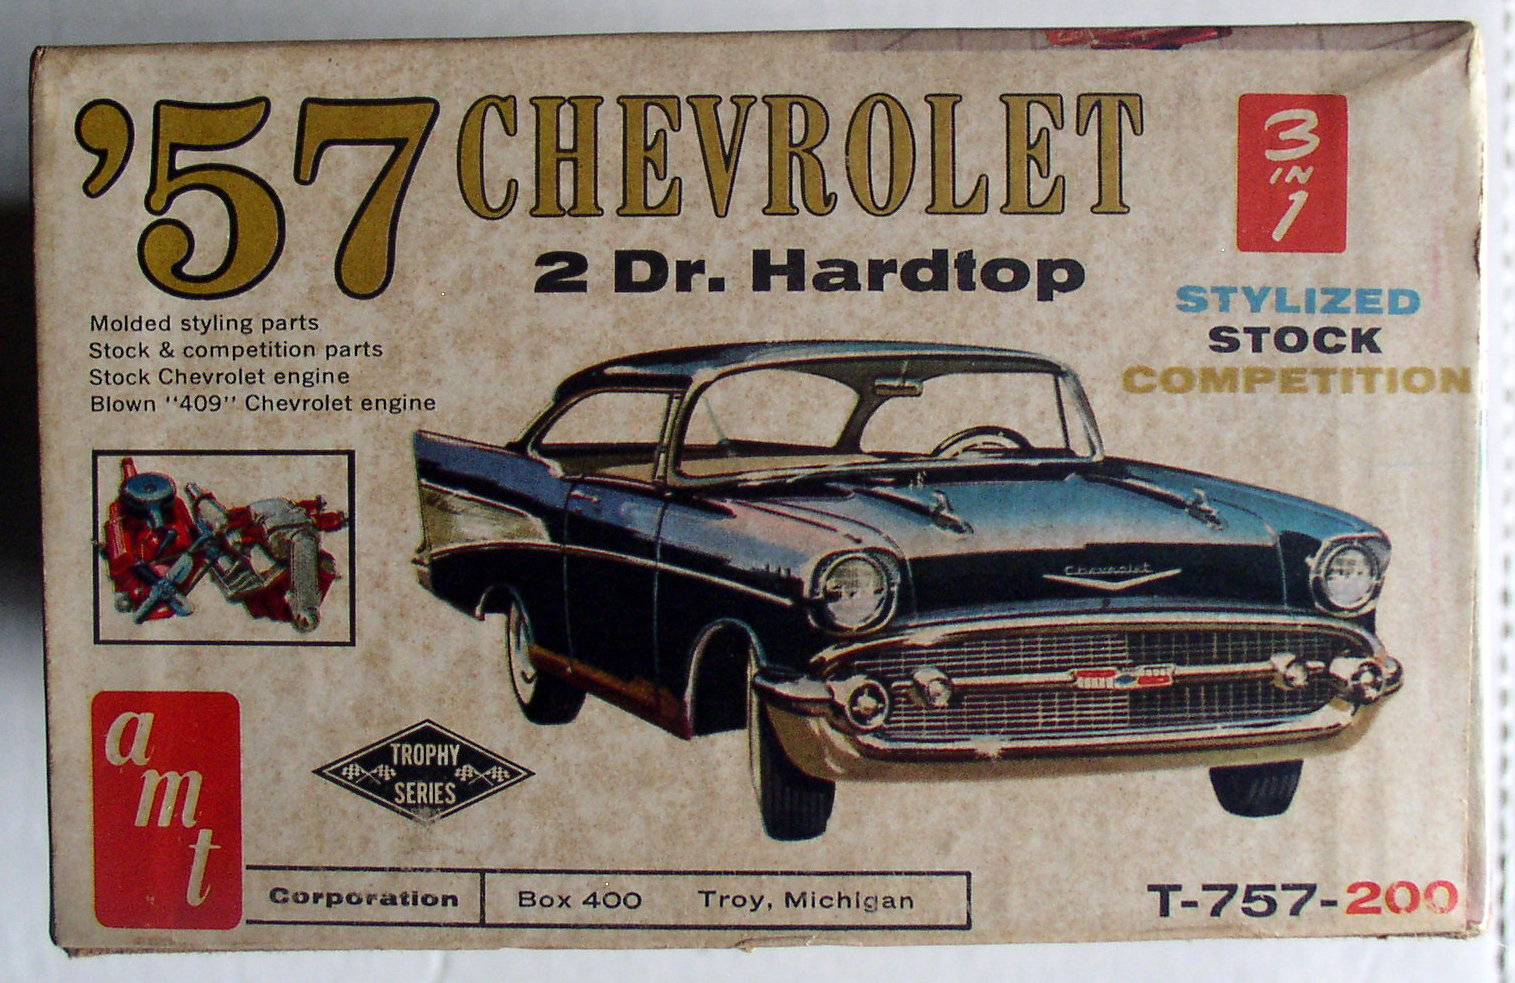 '57 CHEVROLET
2 Dr. Hardtop
3
IN
1
STYLIZED
STOCK
COMPETITION
Molded styling parts
Stock & competition parts
Stock Chevrolet engine
Blown "409" Chevrolet engine
Chevrolet
TROPHY
SERIES
amt
Corporation Box 400 Troy, Michigan
T-757-200